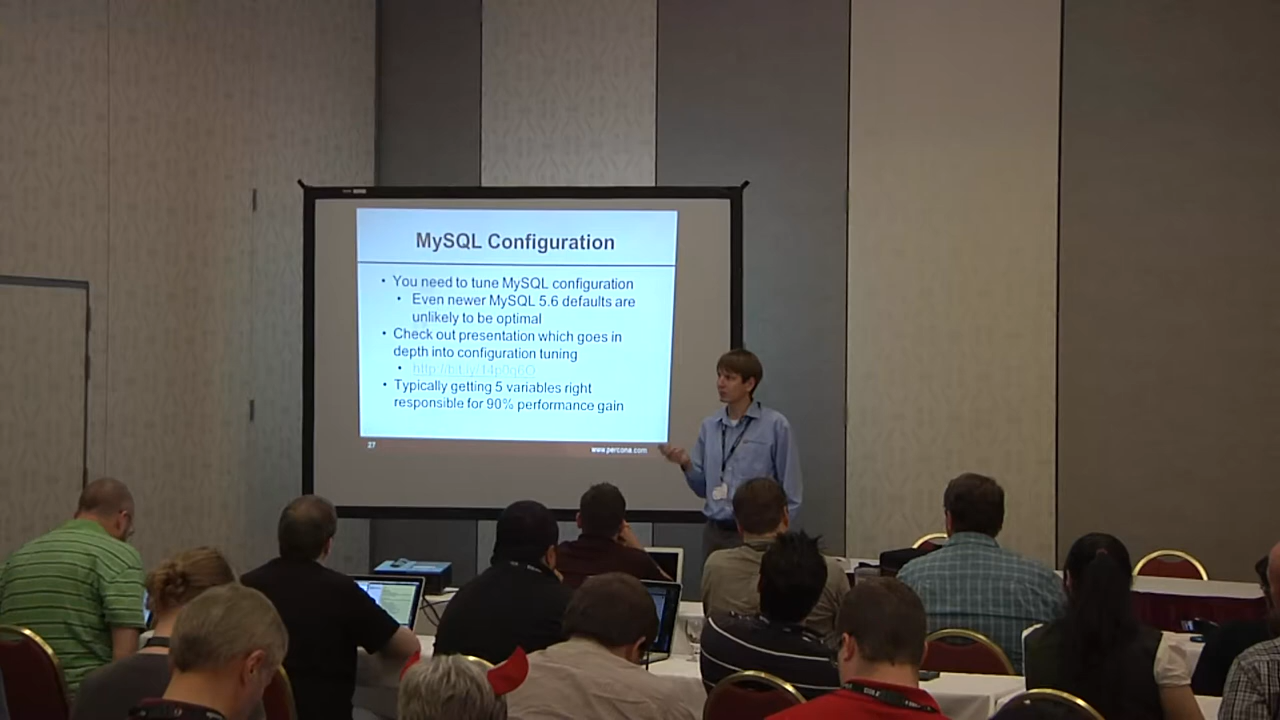 MySQL Configuration
• You need to tune MySQL configuration
• Even newer MySQL 5.6 defaults are
unlikely to be optimal
• Check out presentation which goes in
depth into configuration tuning
• Typically getting 5 variables right
responsible for 90% performance gain
27
www.percona.com